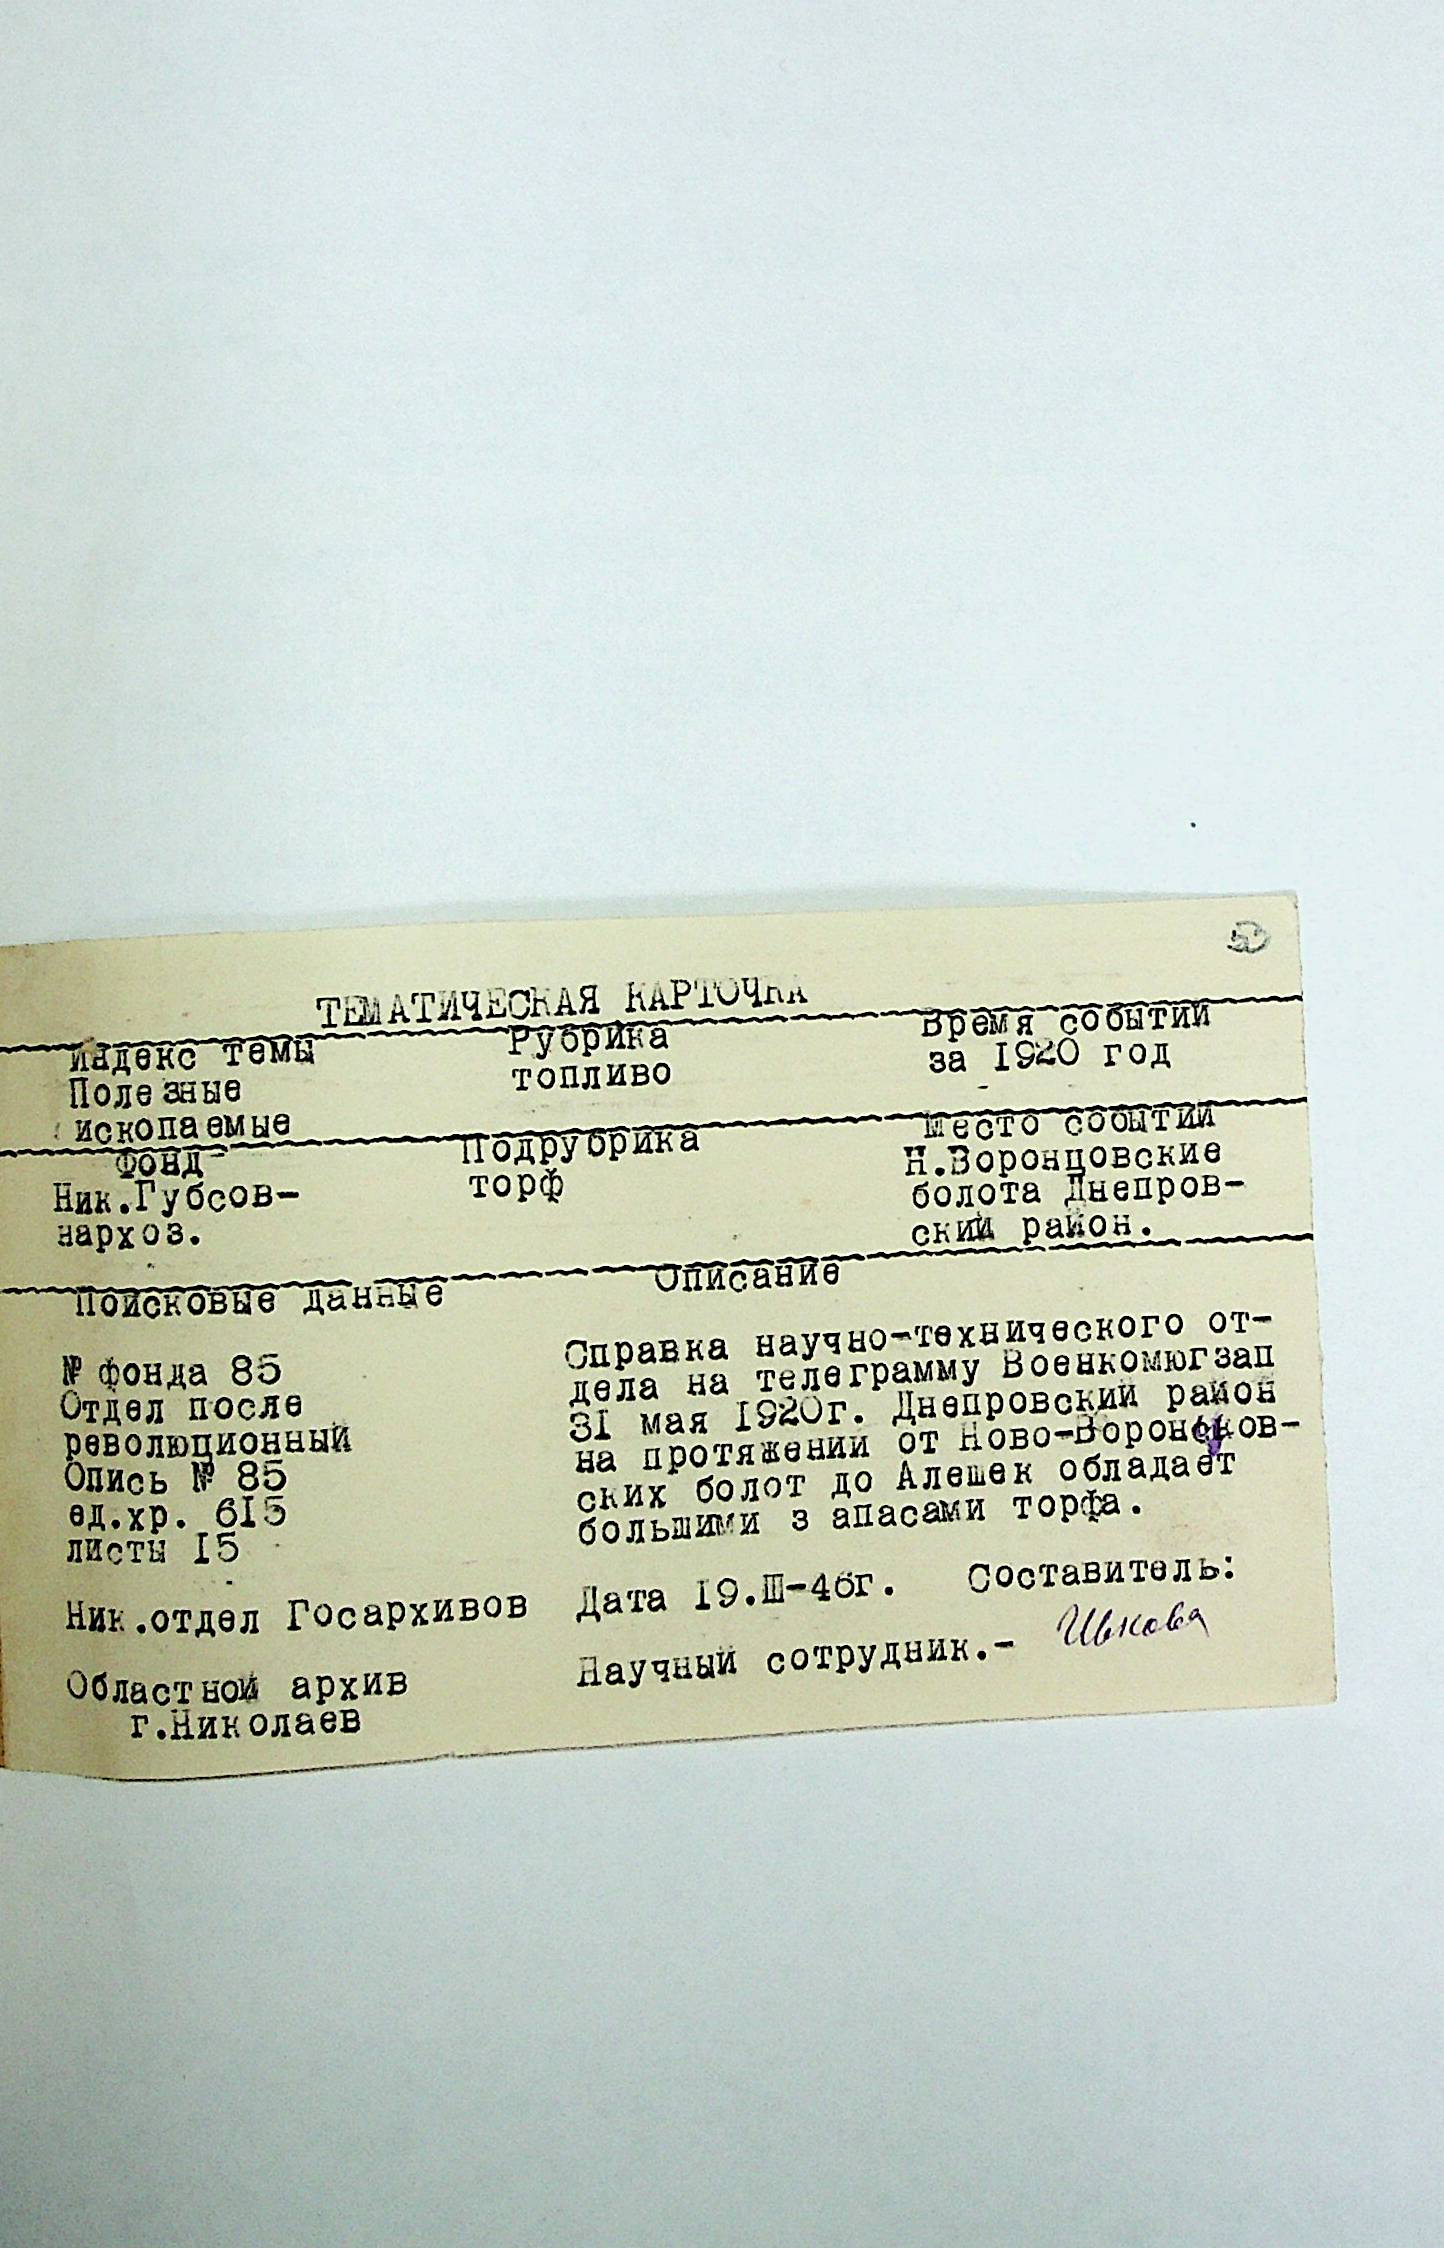 ТЕМАТИЧЕСКАЯ КАРТОЧКА
Индекс темы Рубрика Время событий
Полезные топливо за 1920 год
ископаемые
Фонд Подрубрика Место событий
Ник.Губсов- торф Н.Воронцовские
нархоз. болота Днепров-
ский район.
Поисковые данные Описание
№ фонда 85 Справка научно-технического от-
Отдел после дела на телеграмму Военкомюгзап
революционный 31 мая 1920г. Днепровский район
Опись № 85 на протяжении от Ново-Воронцов-
ед.хр. 615 ских болот до Алешек обладает
листы 15 большими запасами торфа.
Ник.отдел Госархивов Дата 19.III-46г. Составитель:
Областной архив Научный сотрудник.-
г.Николаев